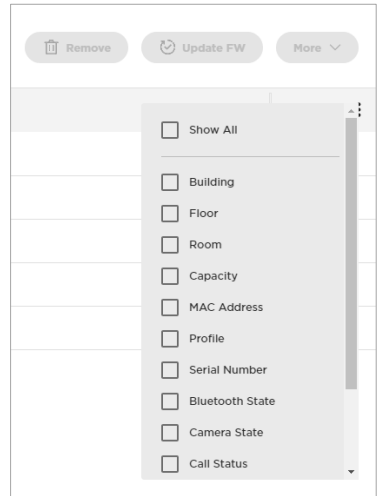 Remove Update FW More
Show All
Building
Floor
Room
Capacity
MAC Address
Profile
Serial Number
Bluetooth State
Camera State
Call Status